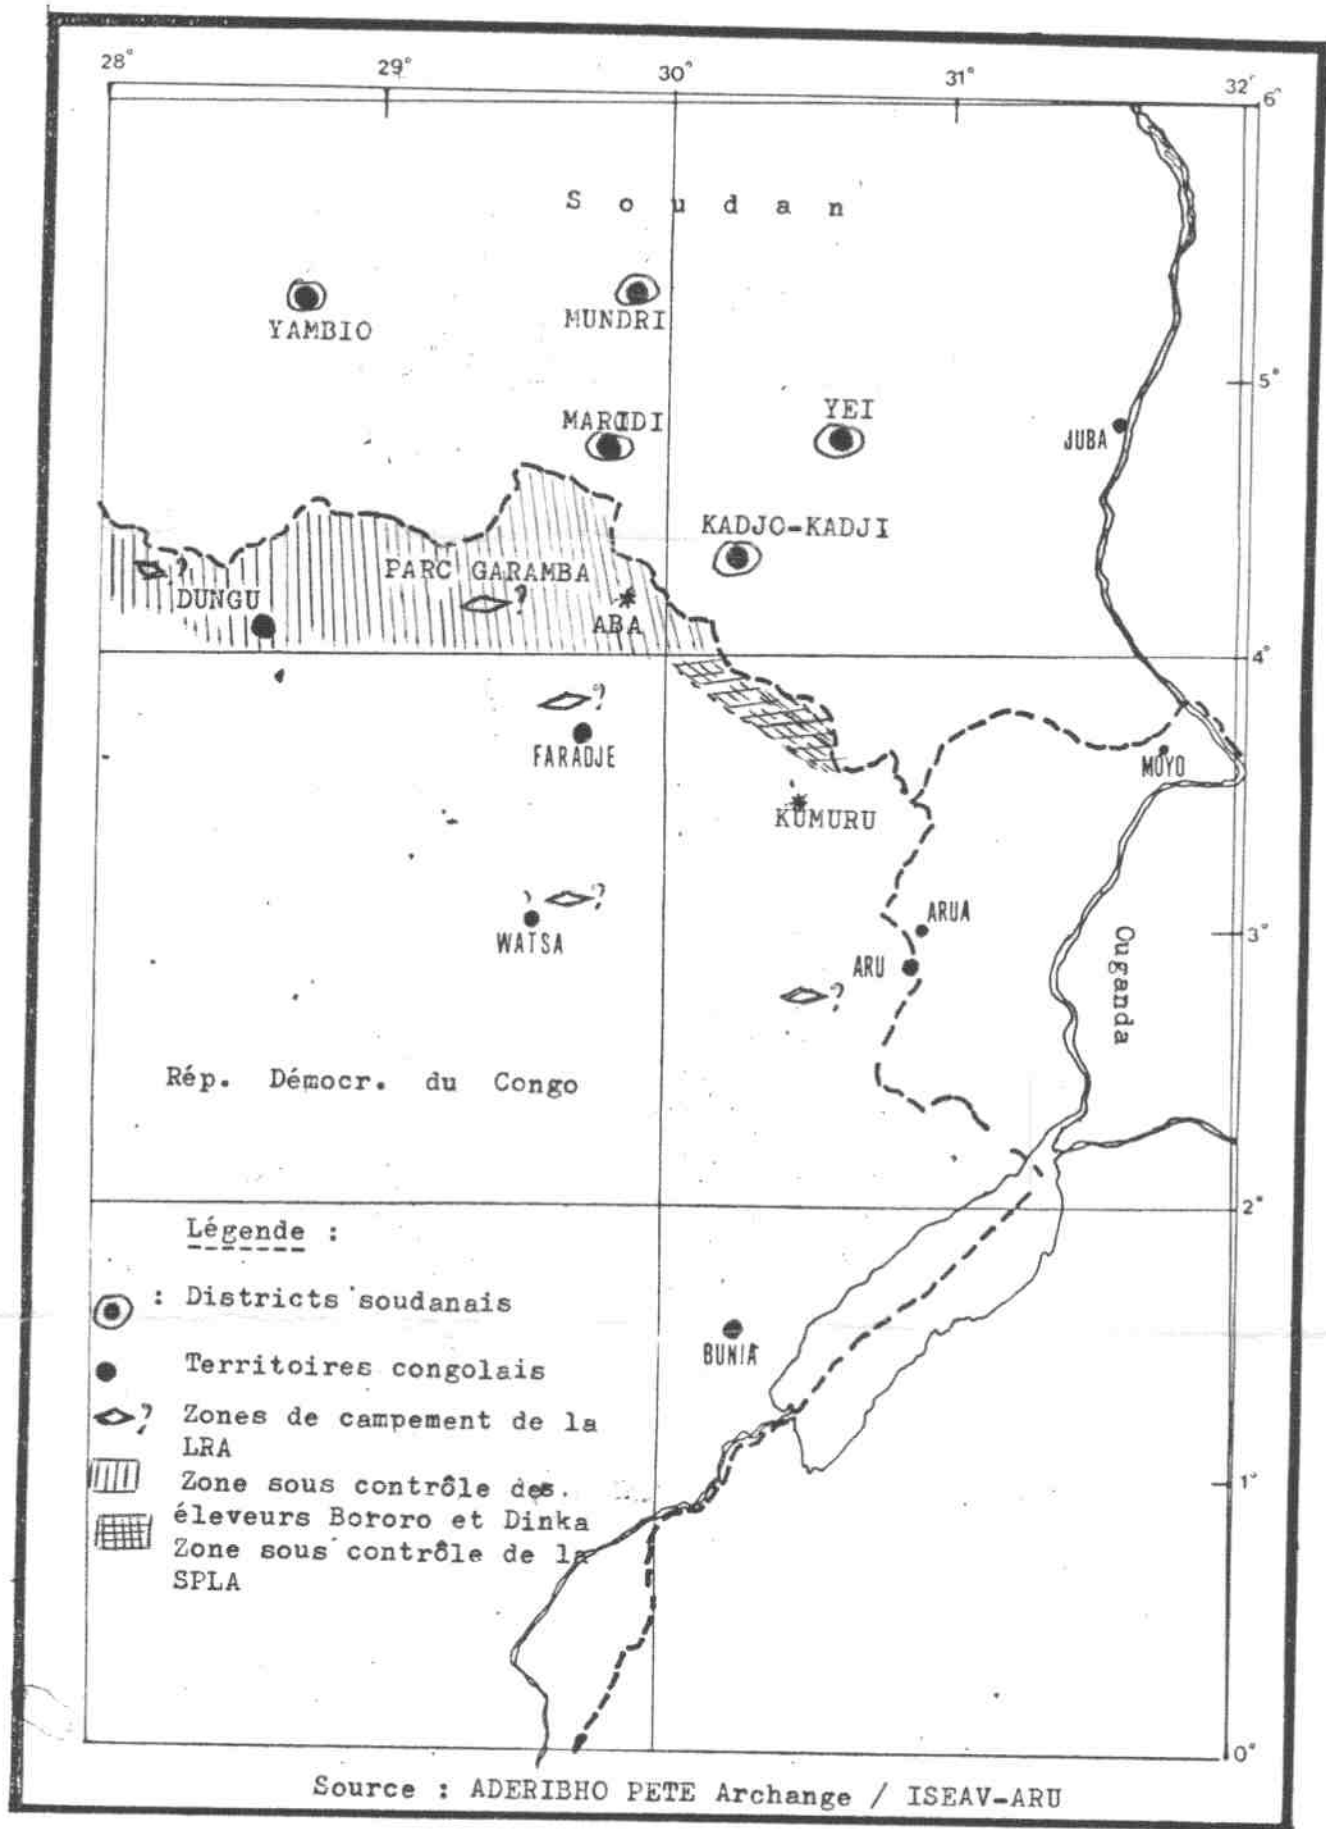 28° 29° 30° 31° 32°
6°
Soudan
YAMBIO
MUNDRI
5°
MARIDI
YEI
JUBA
KADJO-KADJI
PARC GARAMBA
?
DUNGU
?
ABA
4°
?
FARADJE
MOYO
KUMURU
?
WATSA
ARUA
3°
ARU
?
Ouganda
Rép. Démocr. du Congo
2°
Légende :
: Districts soudanais
BUNIA
Territoires congolais
? Zones de campement de la
LRA
Zone sous contrôle des
1°
éleveurs Bororo et Dinka
Zone sous contrôle de la
SPLA
0°
Source : ADERIBHO PETE Archange / ISEAV-ARU